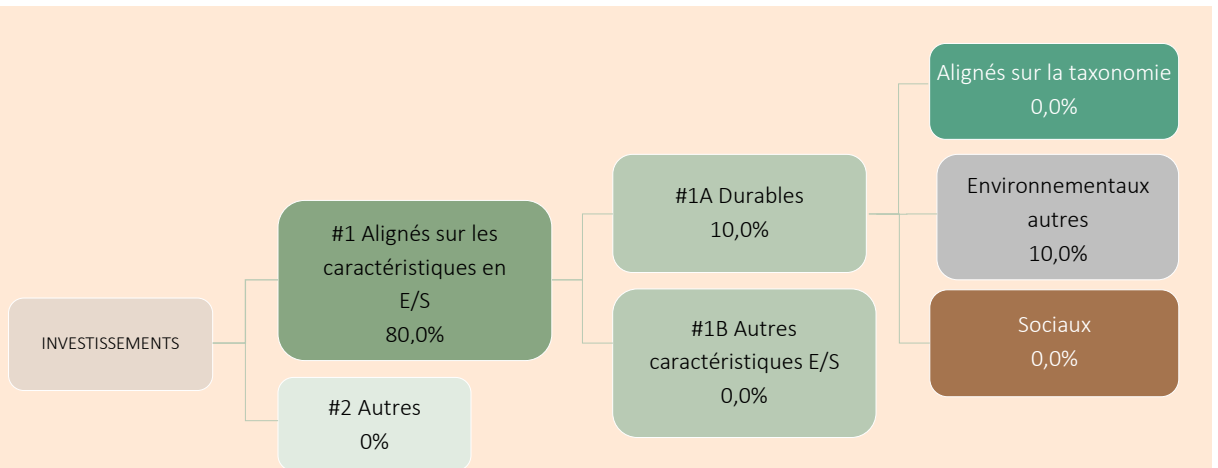 INVESTISSEMENTS
#1 Alignés sur les
caractéristiques en
E/S
80,0%
#2 Autres
0%
#1A Durables
10,0%
#1B Autres
caractéristiques E/S
0,0%
Alignés sur la taxonomie
0,0%
Environnementaux
autres
10,0%
Sociaux
0,0%